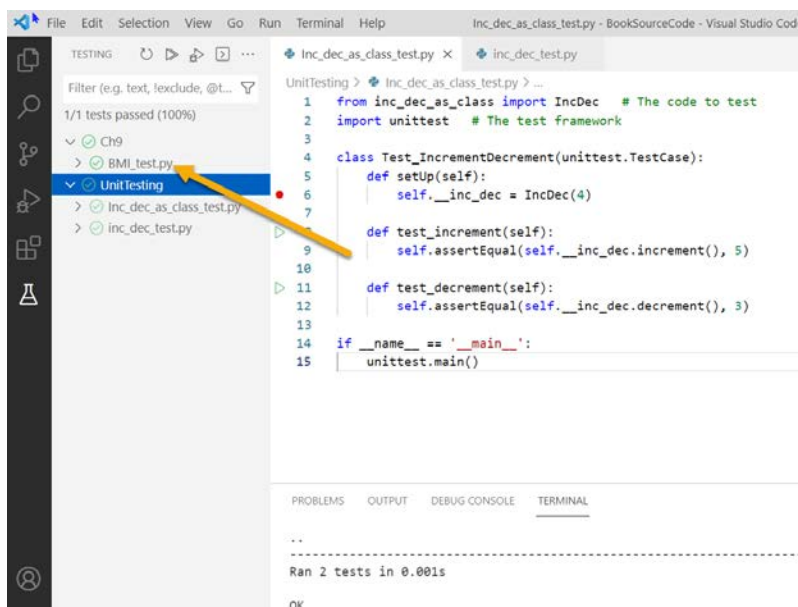 File Edit Selection View Go Run Terminal Help Inc_dec_as_class_test.py - BookSourceCode - Visual Studio Cod
TESTING
Inc_dec_as_class_test.py
inc_dec_test.py
Filter (e.g. text, !exclude, @t...
UnitTesting > Inc_dec_as_class_test.py > ...
1/1 tests passed (100%)
Ch9
BMI_test.py
UnitTesting
Inc_dec_as_class_test.py
inc_dec_test.py
1 from inc_dec_as_class import IncDec # The code to test
2 import unittest # The test framework
3
4 class Test_IncrementDecrement(unittest.TestCase):
5 def setUp(self):
6 self.__inc_dec = IncDec(4)
7
def test_increment(self):
9 self.assertEqual(self.__inc_dec.increment(), 5)
10
11 def test_decrement(self):
12 self.assertEqual(self.__inc_dec.decrement(), 3)
13
14 if __name__ == '__main__':
15 unittest.main()
PROBLEMS OUTPUT DEBUG CONSOLE TERMINAL
..
----------------------------------------------------------------------
Ran 2 tests in 0.001s
OK